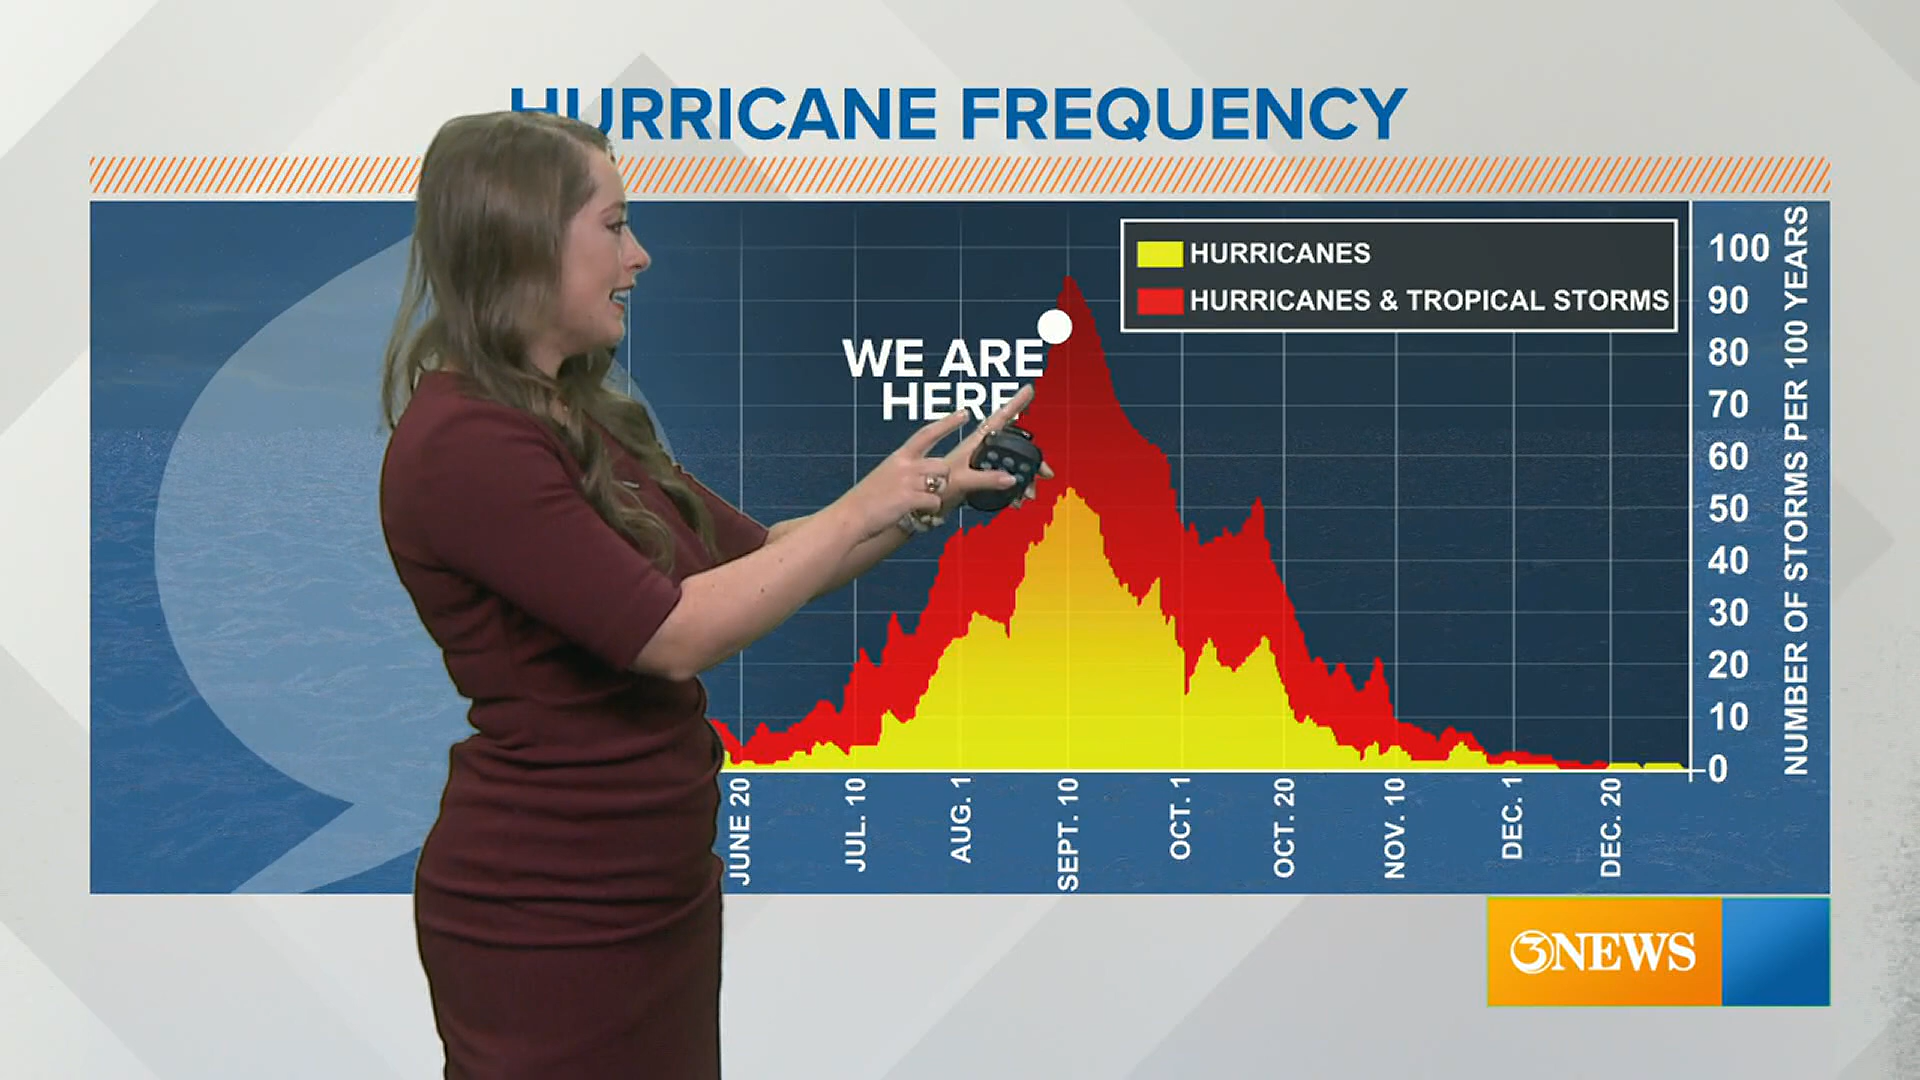 HURRICANE FREQUENCY
HURRICANES
HURRICANES & TROPICAL STORMS
WE ARE
HERE
100
90
80
70
60
50
40
30
20
10
0
NUMBER OF STORMS PER 100 YEARS
JUNE 20
JUL. 10
AUG. 1
SEPT. 10
OCT. 1
OCT. 20
NOV. 10
DEC. 1
DEC. 20
3NEWS